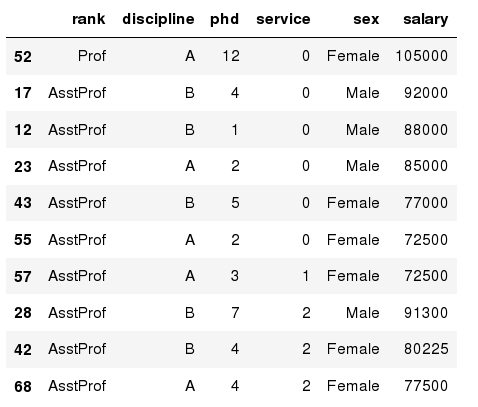 rank discipline phd service sex salary
52 Prof A 12 0 Female 105000
17 AsstProf B 4 0 Male 92000
12 AsstProf B 1 0 Male 88000
23 AsstProf A 2 0 Male 85000
43 AsstProf B 5 0 Female 77000
55 AsstProf A 2 0 Female 72500
57 AsstProf A 3 1 Female 72500
28 AsstProf B 7 2 Male 91300
42 AsstProf B 4 2 Female 80225
68 AsstProf A 4 2 Female 77500